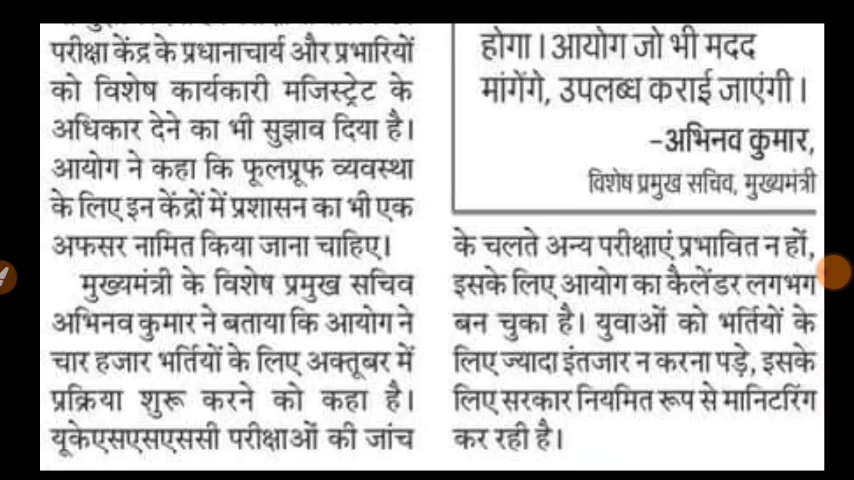 परीक्षा केंद्र के प्रधानाचार्य और प्रभारियों
को विशेष कार्यकारी मजिस्ट्रेट के
अधिकार देने का भी सुझाव दिया है।
आयोग ने कहा कि फूलप्रूफ व्यवस्था
के लिए इन केंद्रों में प्रशासन का भी एक
अफसर नामित किया जाना चाहिए।
मुख्यमंत्री के विशेष प्रमुख सचिव
अभिनव कुमार ने बताया कि आयोग ने
चार हजार भर्तियों के लिए अक्तूबर में
प्रक्रिया शुरू करने को कहा है।
यूकेएसएसएससी परीक्षाओं की जांच
होगा। आयोग जो भी मदद
मांगेंगे, उपलब्ध कराई जाएंगी।
-अभिनव कुमार,
विशेष प्रमुख सचिव, मुख्यमंत्री
के चलते अन्य परीक्षाएं प्रभावित न हों,
इसके लिए आयोग का कैलेंडर लगभग
बन चुका है। युवाओं को भर्तियों के
लिए ज्यादा इंतजार न करना पड़े, इसके
लिए सरकार नियमित रूप से मानिटरिंग
कर रही है।